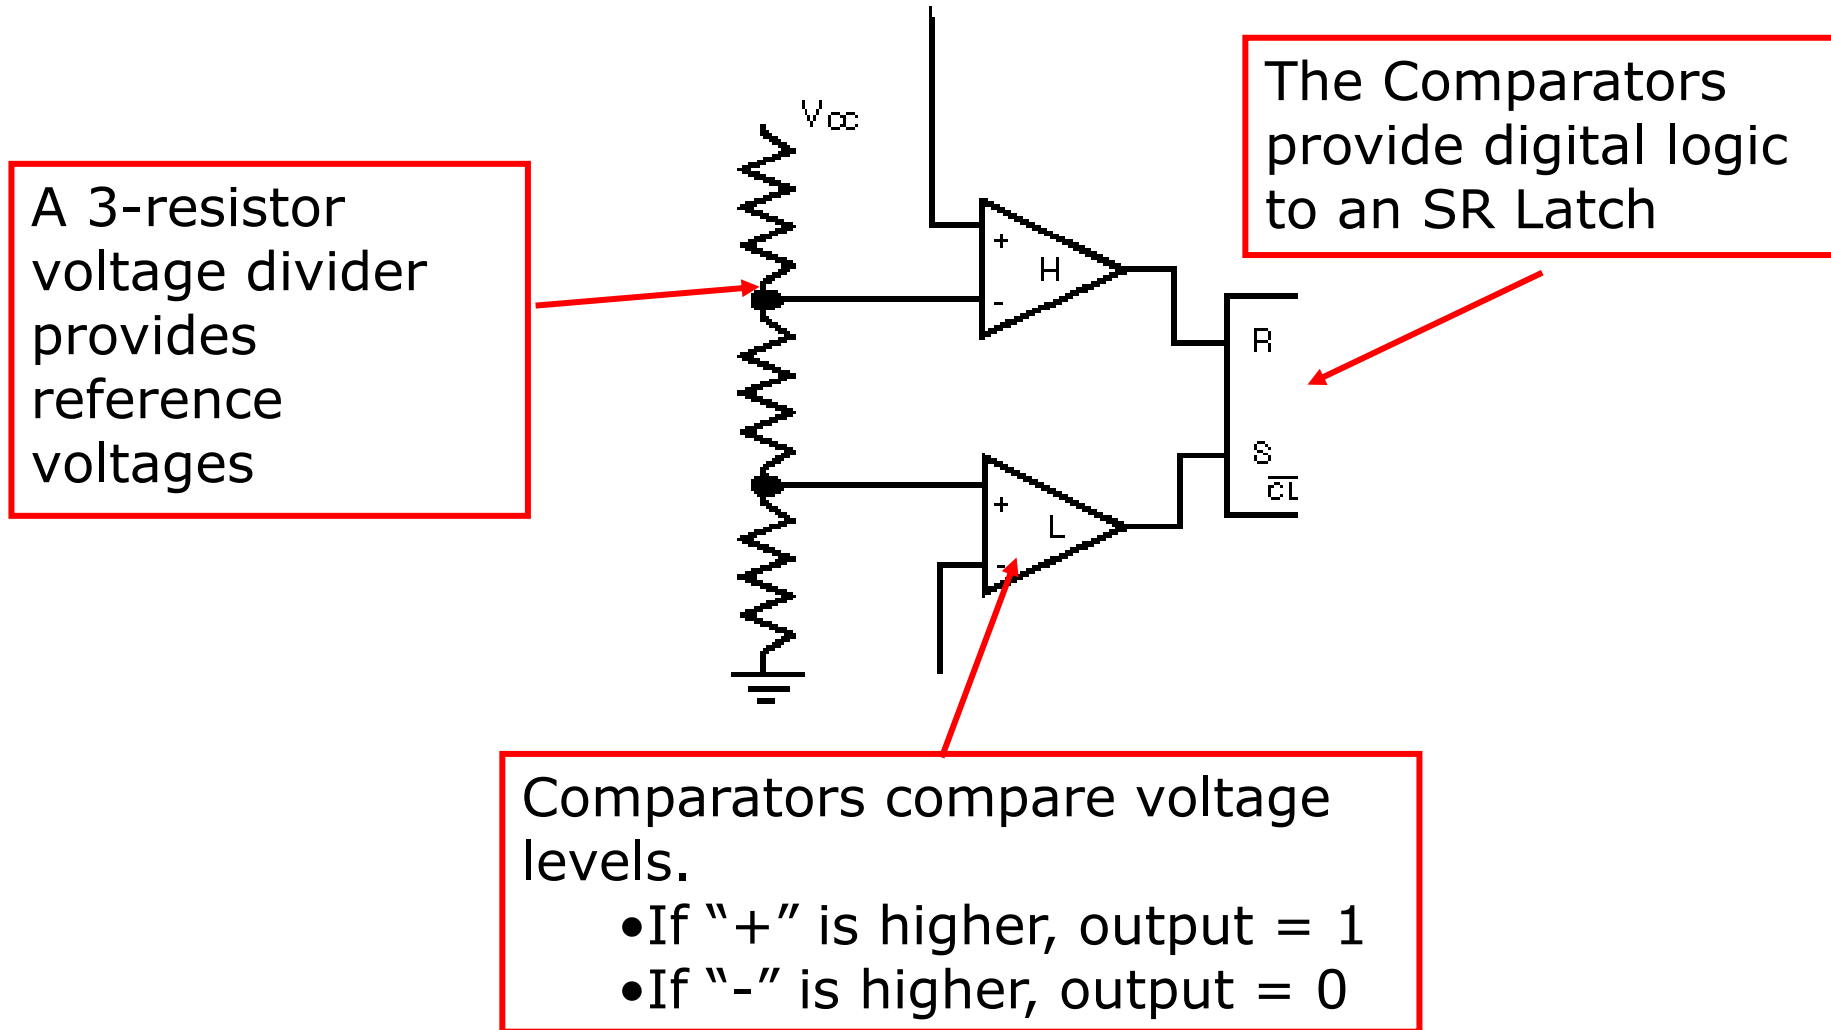 A 3-resistor
voltage divider
provides
reference
voltages
V CC
+
H
-
+
L
-
R
S
CL
The Comparators
provide digital logic
to an SR Latch
Comparators compare voltage
levels.
•If “+” is higher, output = 1
•If “-” is higher, output = 0